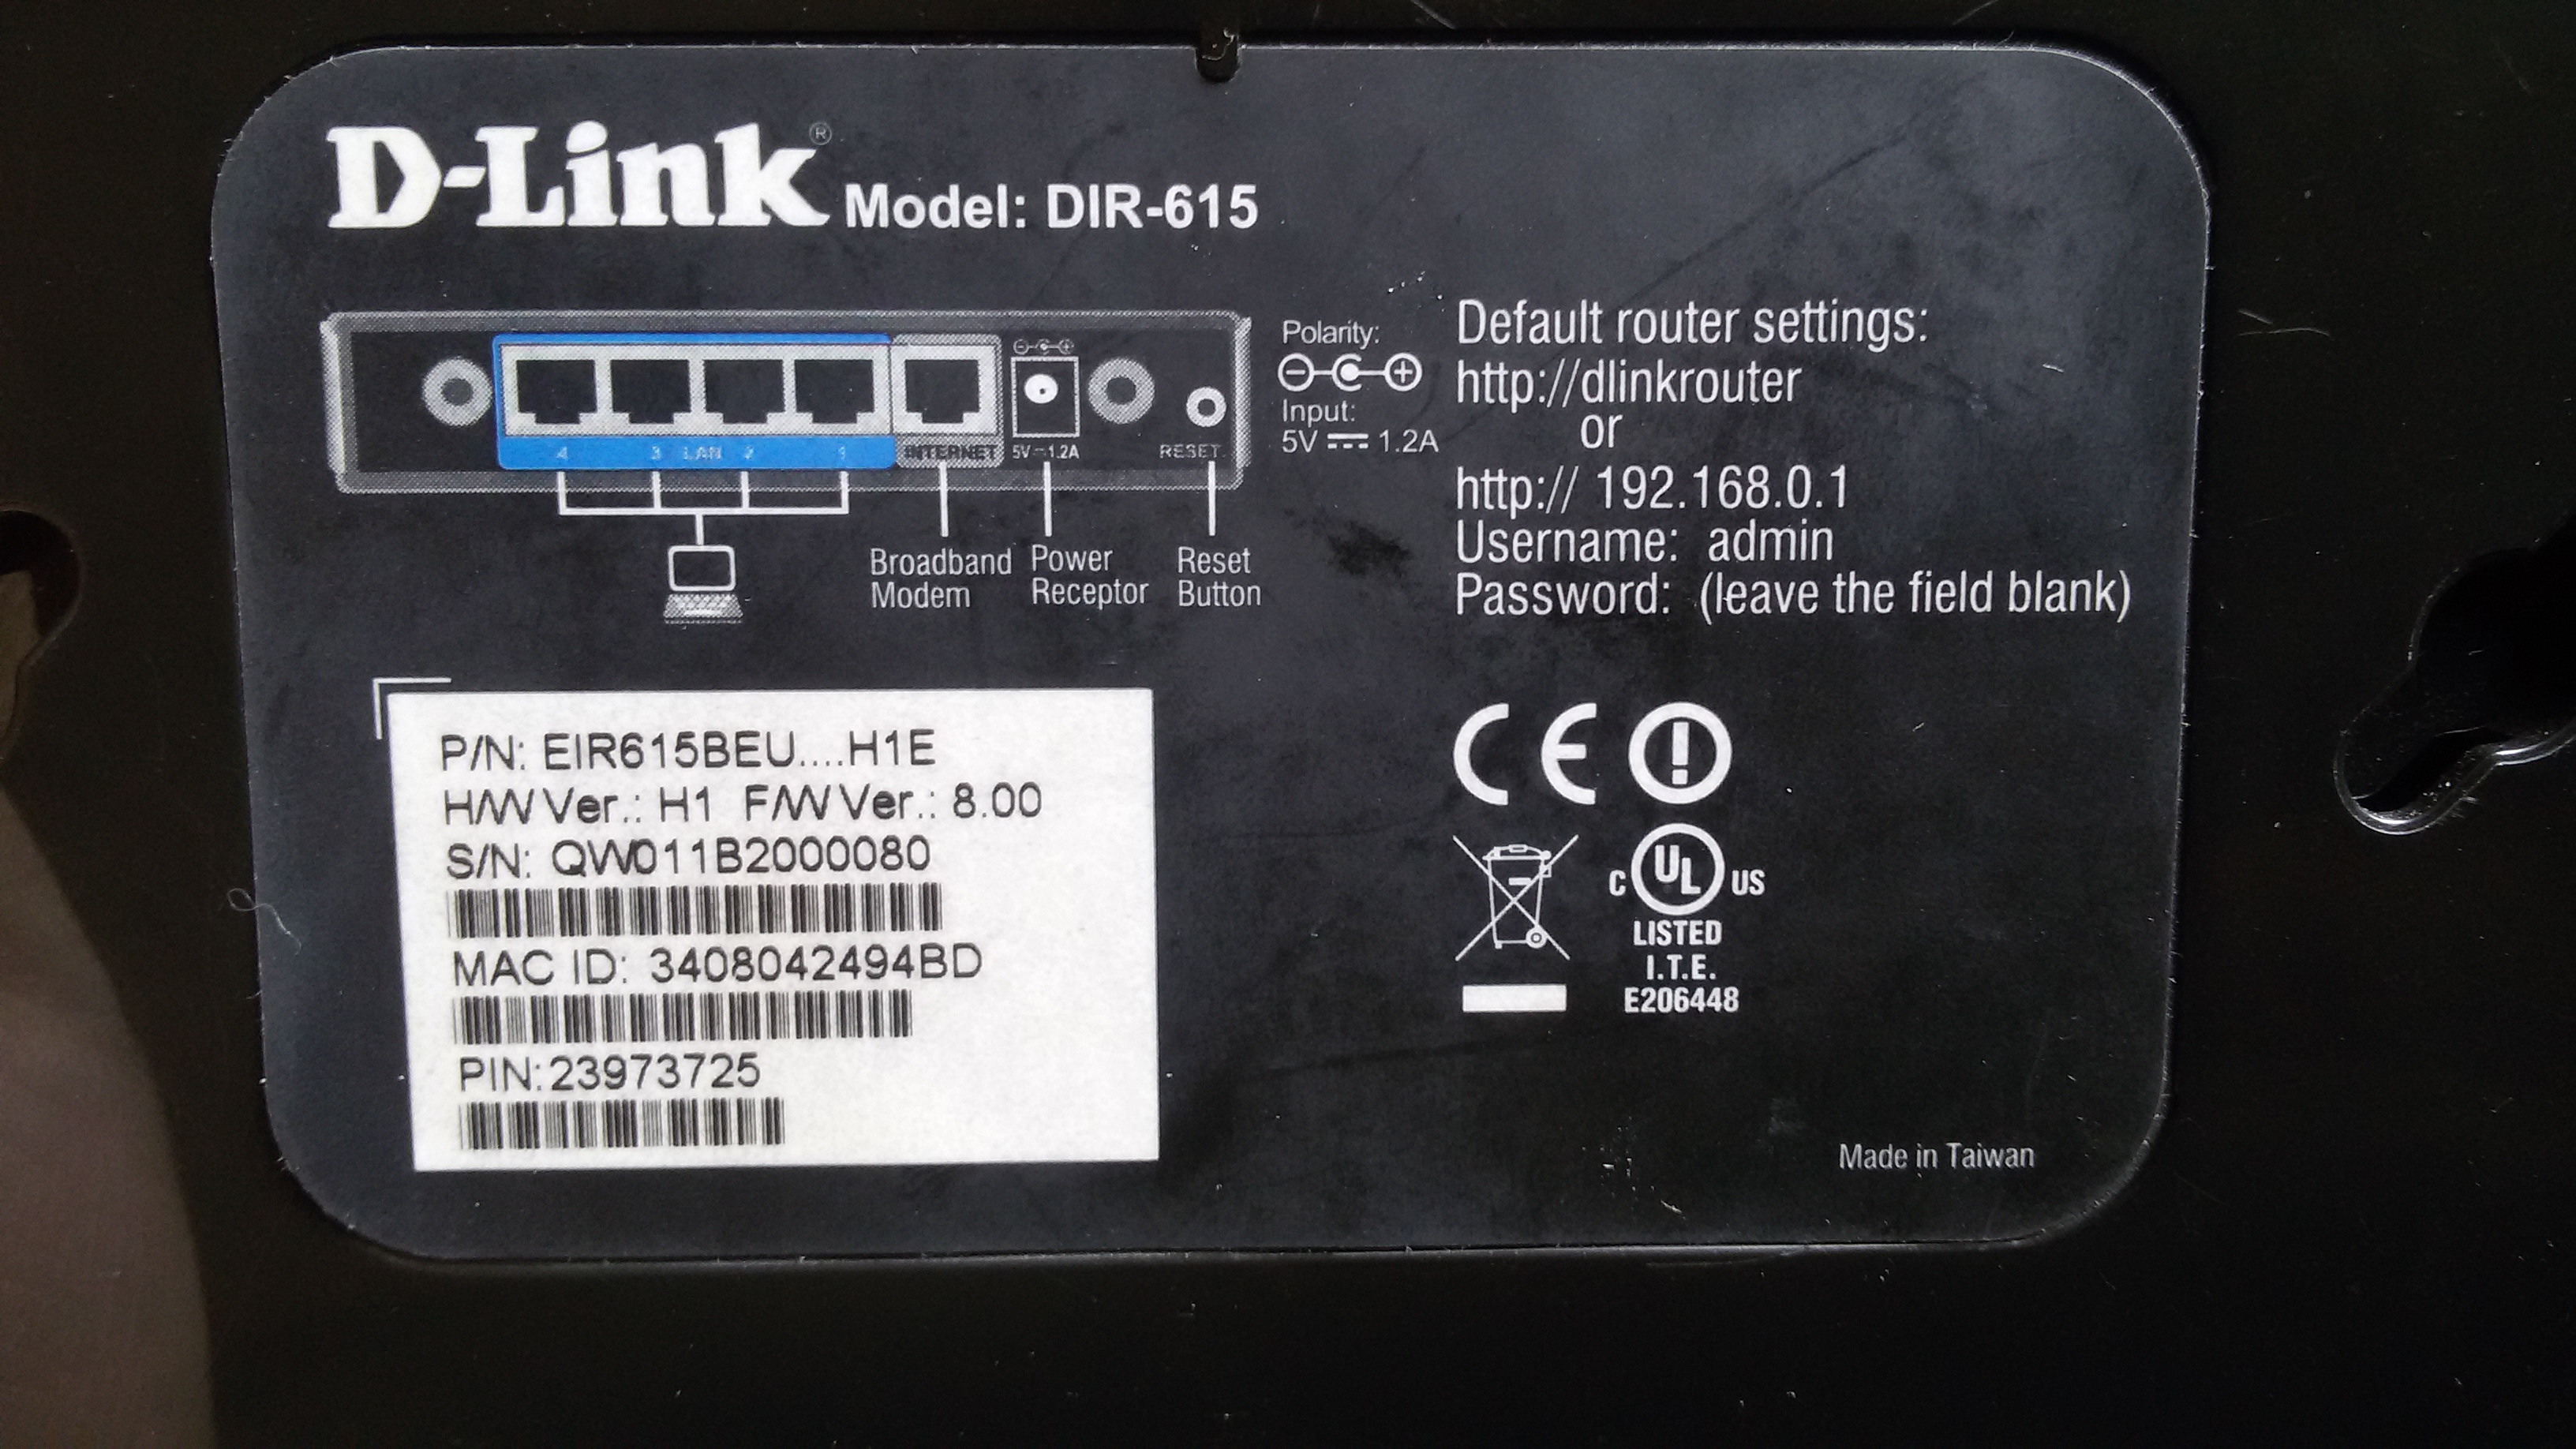 D-Link® Model: DIR-615
4 3 LAN 2 1 INTERNET 5V⎓1.2A RESET
Broadband Modem
Power Receptor
Reset Button
Polarity:
Input:
5V ⎓ 1.2A
Default router settings:
http://dlinkrouter
or
http:// 192.168.0.1
Username: admin
Password: (leave the field blank)
P/N: EIR615BEU....H1E
H/W Ver.: H1 F/W Ver.: 8.00
S/N: QW011B2000080
MAC ID: 3408042494BD
PIN:23973725
CE
C UL US
LISTED
I.T.E.
E206448
Made in Taiwan